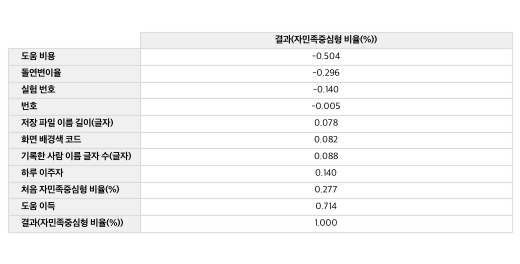 결과(자민족중심형 비율(%))
도움 비용 -0.504
돌연변이율 -0.296
실험 번호 -0.140
번호 -0.005
저장 파일 이름 길이(글자) 0.078
화면 배경색 코드 0.082
기록한 사람 이름 글자 수(글자) 0.088
하루 이주자 0.140
처음 자민족중심형 비율(%) 0.277
도움 이득 0.714
결과(자민족중심형 비율(%)) 1.000